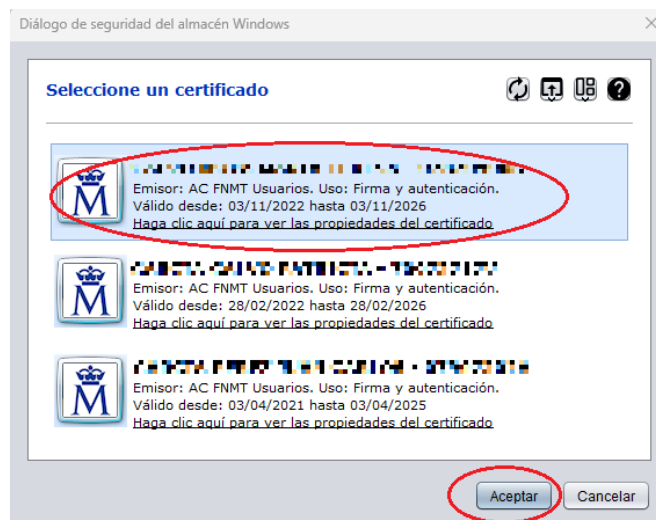 Diálogo de seguridad del almacén Windows
Seleccione un certificado
Emisor: AC FNMT Usuarios. Uso: Firma y autenticación.
Válido desde: 03/11/2022 hasta 03/11/2026
Haga clic aquí para ver las propiedades del certificado
Emisor: AC FNMT Usuarios. Uso: Firma y autenticación.
Válido desde: 28/02/2022 hasta 28/02/2026
Haga clic aquí para ver las propiedades del certificado
Emisor: AC FNMT Usuarios. Uso: Firma y autenticación.
Válido desde: 03/04/2021 hasta 03/04/2025
Haga clic aquí para ver las propiedades del certificado
Aceptar Cancelar